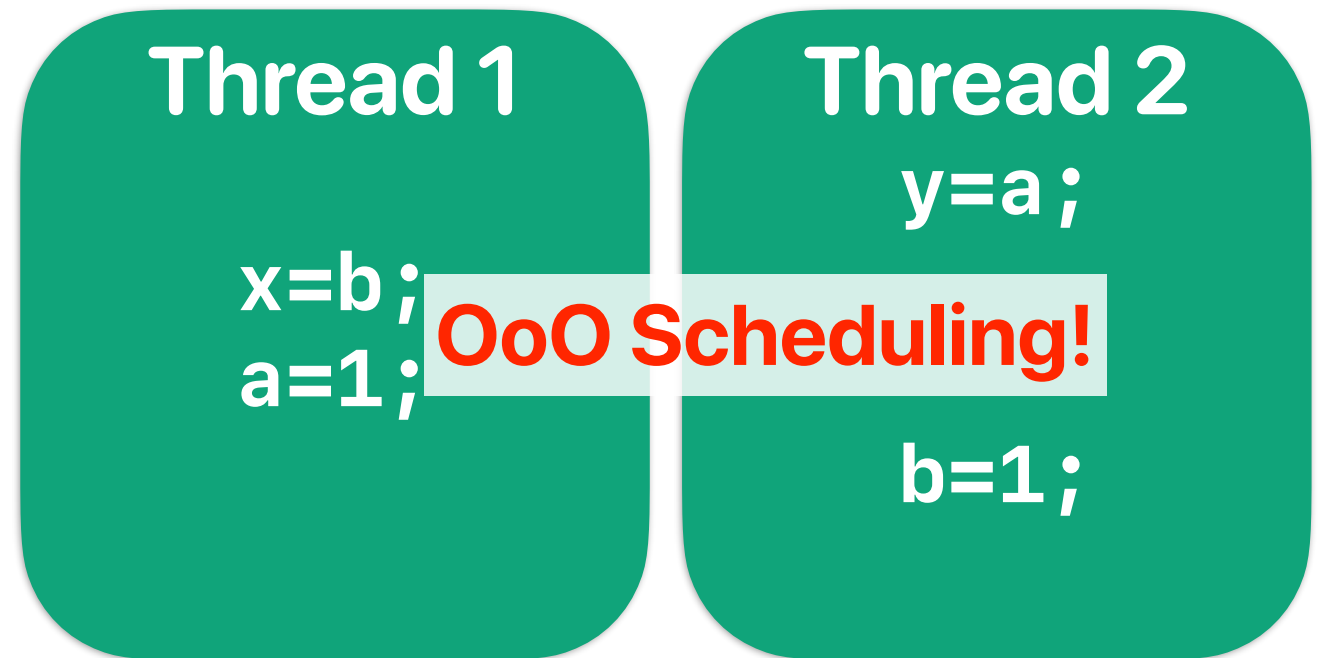 Thread 1
x=b;
a=1;
Thread 2
y=a;
b=1;
OoO Scheduling!